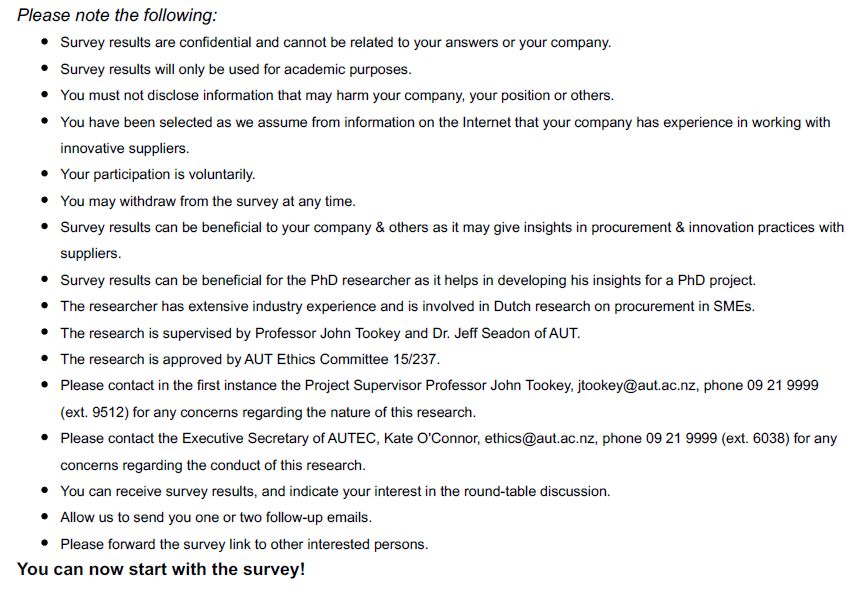 Please note the following:
• Survey results are confidential and cannot be related to your answers or your company.
• Survey results will only be used for academic purposes.
• You must not disclose information that may harm your company, your position or others.
• You have been selected as we assume from information on the Internet that your company has experience in working with
innovative suppliers.
• Your participation is voluntarily.
• You may withdraw from the survey at any time.
• Survey results can be beneficial to your company & others as it may give insights in procurement & innovation practices with
suppliers.
• Survey results can be beneficial for the PhD researcher as it helps in developing his insights for a PhD project.
• The researcher has extensive industry experience and is involved in Dutch research on procurement in SMEs.
• The research is supervised by Professor John Tookey and Dr. Jeff Seadon of AUT.
• The research is approved by AUT Ethics Committee 15/237.
• Please contact in the first instance the Project Supervisor Professor John Tookey, jtookey@aut.ac.nz, phone 09 21 9999
(ext. 9512) for any concerns regarding the nature of this research.
• Please contact the Executive Secretary of AUTEC, Kate O'Connor, ethics@aut.ac.nz, phone 09 21 9999 (ext. 6038) for any
concerns regarding the conduct of this research.
• You can receive survey results, and indicate your interest in the round-table discussion.
• Allow us to send you one or two follow-up emails.
• Please forward the survey link to other interested persons.
You can now start with the survey!